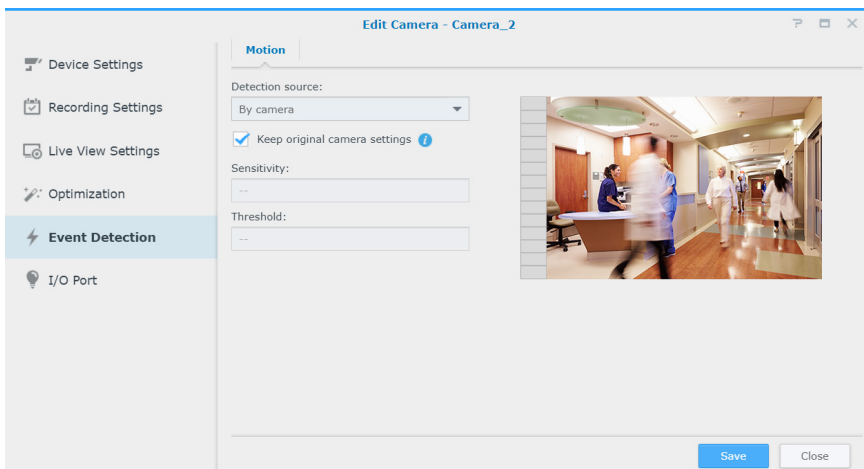 Edit Camera - Camera_2
Device Settings
Recording Settings
Live View Settings
Optimization
Event Detection
I/O Port
Motion
Detection source:
By camera
Keep original camera settings
Sensitivity:
--
Threshold:
--
Save
Close